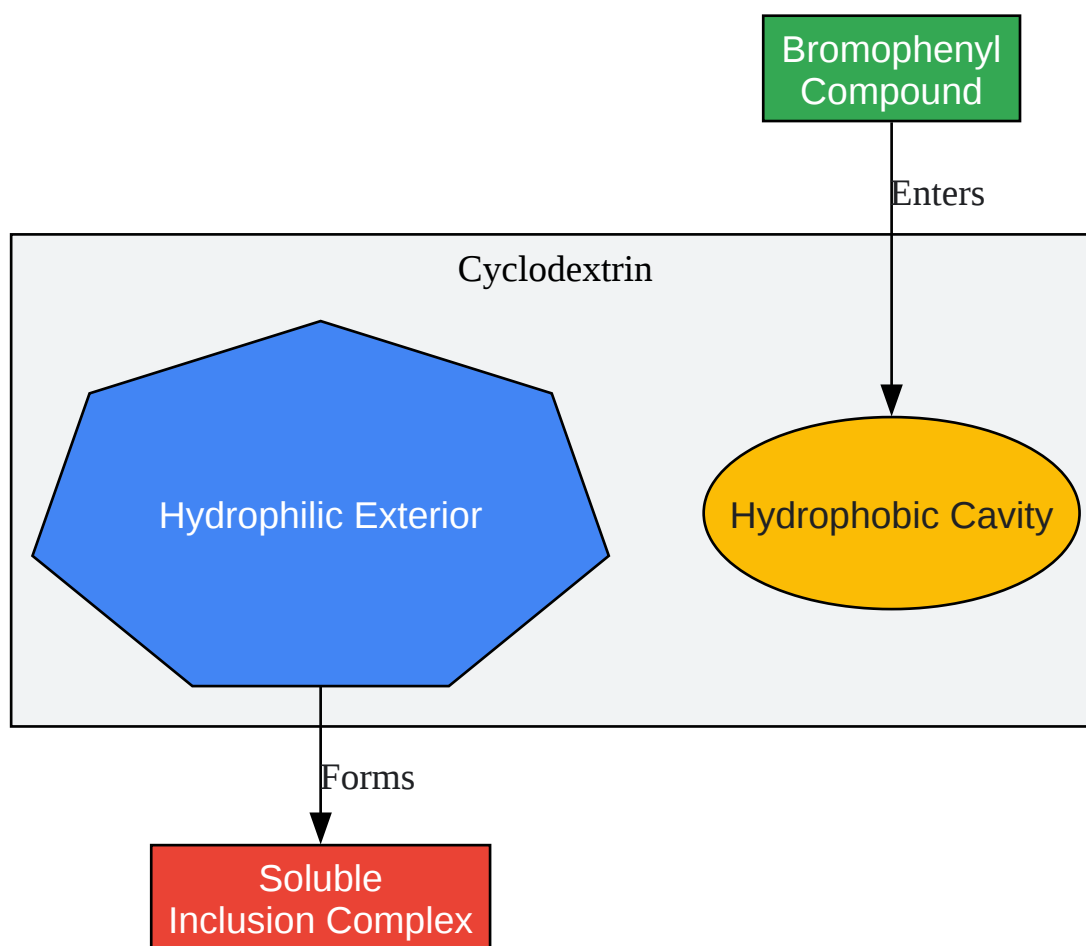 Bromophenyl
Compound
Enters
Cyclodextrin
Hydrophilic Exterior
Hydrophobic Cavity
Forms
Soluble
Inclusion Complex